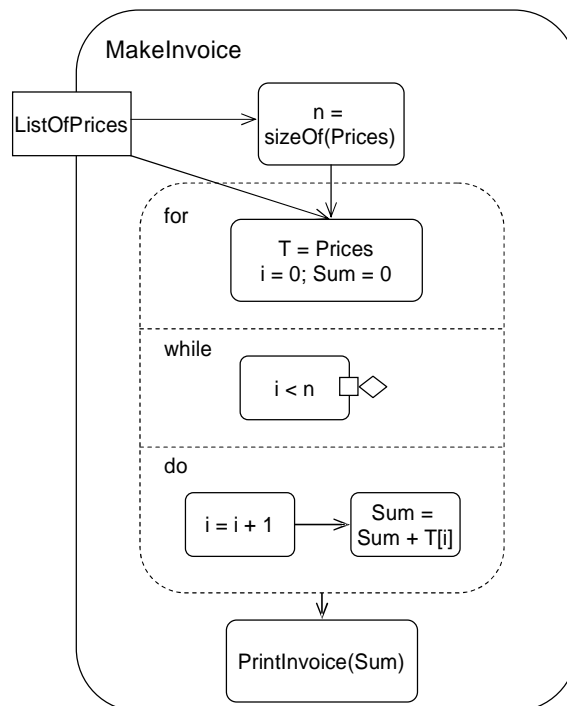 MakeInvoice
ListOfPrices
n =
sizeOf(Prices)
for
T = Prices
i = 0; Sum = 0
while
i < n
do
i = i + 1
Sum =
Sum + T[i]
PrintInvoice(Sum)